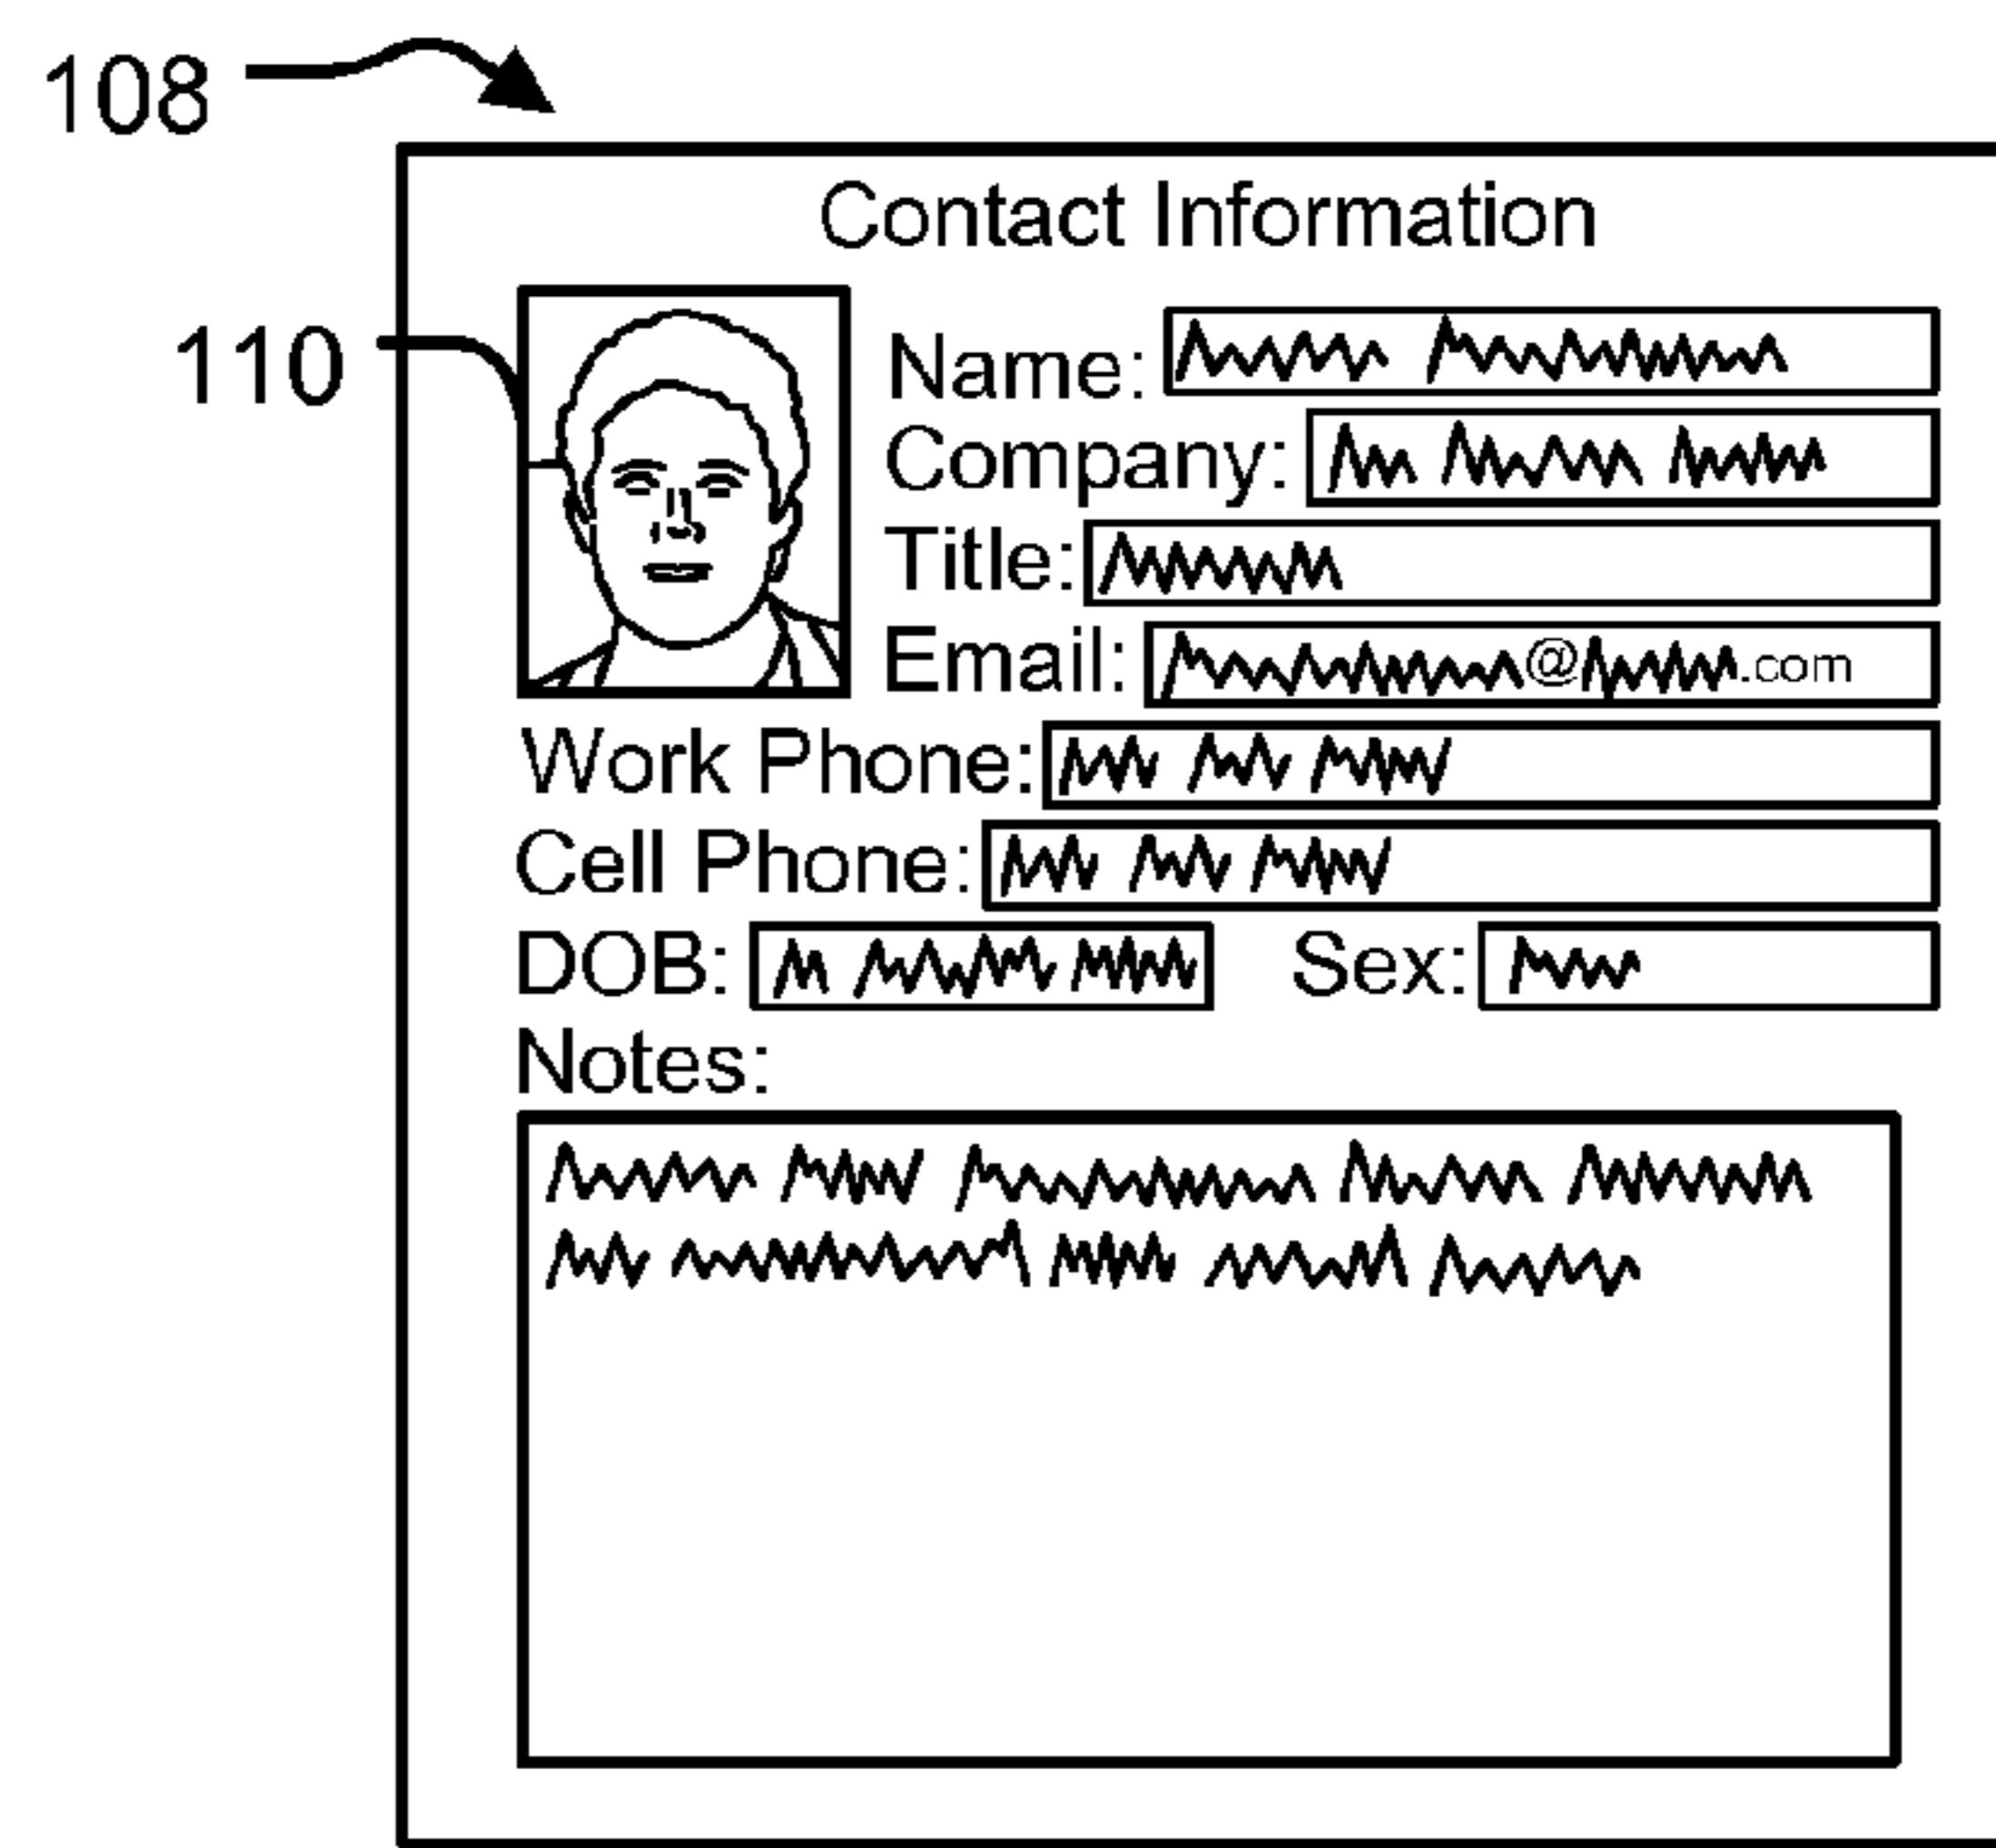 108
Contact Information
110
Name:
Company:
Title:
Email: @ .com
Work Phone:
Cell Phone:
DOB: Sex:
Notes: